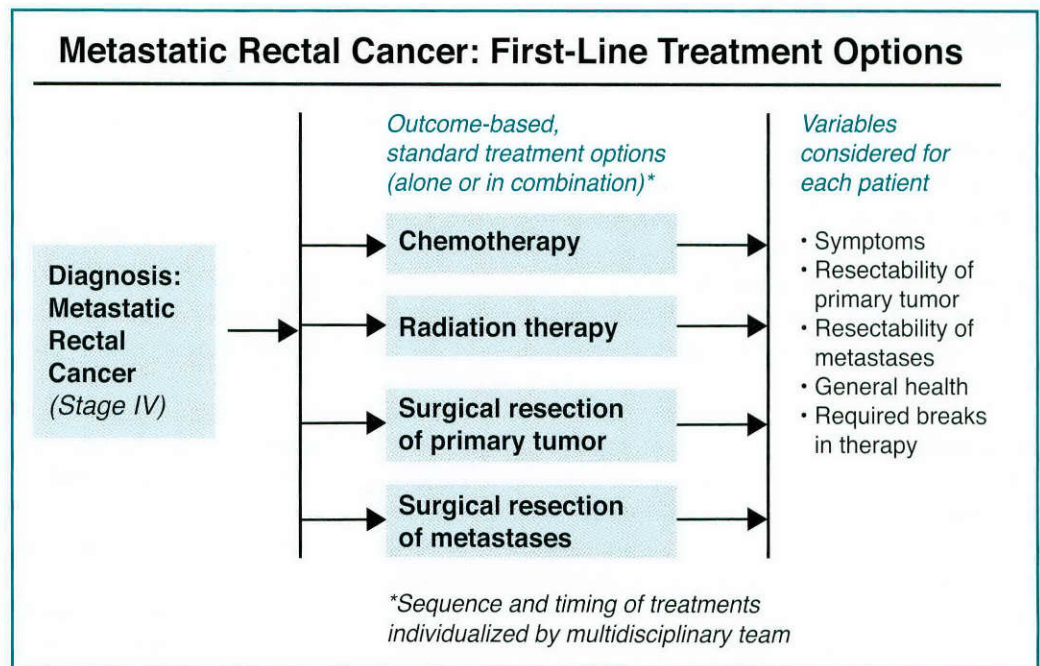 Metastatic Rectal Cancer: First-Line Treatment Options
Diagnosis:
Metastatic
Rectal
Cancer
(Stage IV)
Outcome-based,
standard treatment options
(alone or in combination)*
Chemotherapy
Radiation therapy
Surgical resection
of primary tumor
Surgical resection
of metastases
*Sequence and timing of treatments
individualized by multidisciplinary team
Variables
considered for
each patient
• Symptoms
• Resectability of
primary tumor
• Resectability of
metastases
• General health
• Required breaks
in therapy